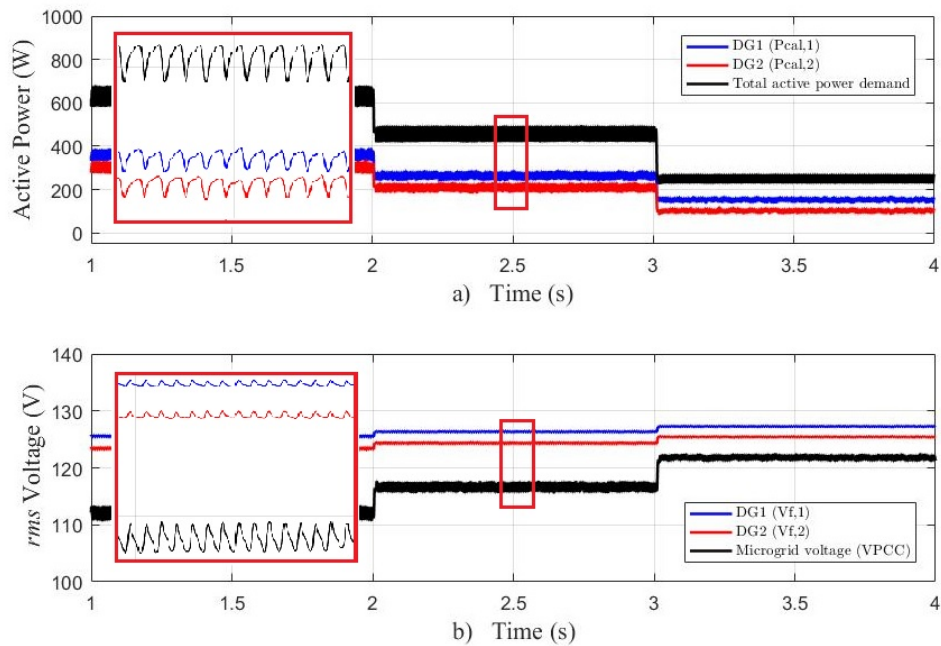 1000
800
600
400
200
0
Active Power (W)
DG1 (Pcal,1)
DG2 (Pcal,2)
Total active power demand
1 1.5 2 2.5 3 3.5 4
a) Time (s)
140
130
120
110
100
rms Voltage (V)
DG1 (Vf,1)
DG2 (Vf,2)
Microgrid voltage (VPCC)
1 1.5 2 2.5 3 3.5 4
b) Time (s)